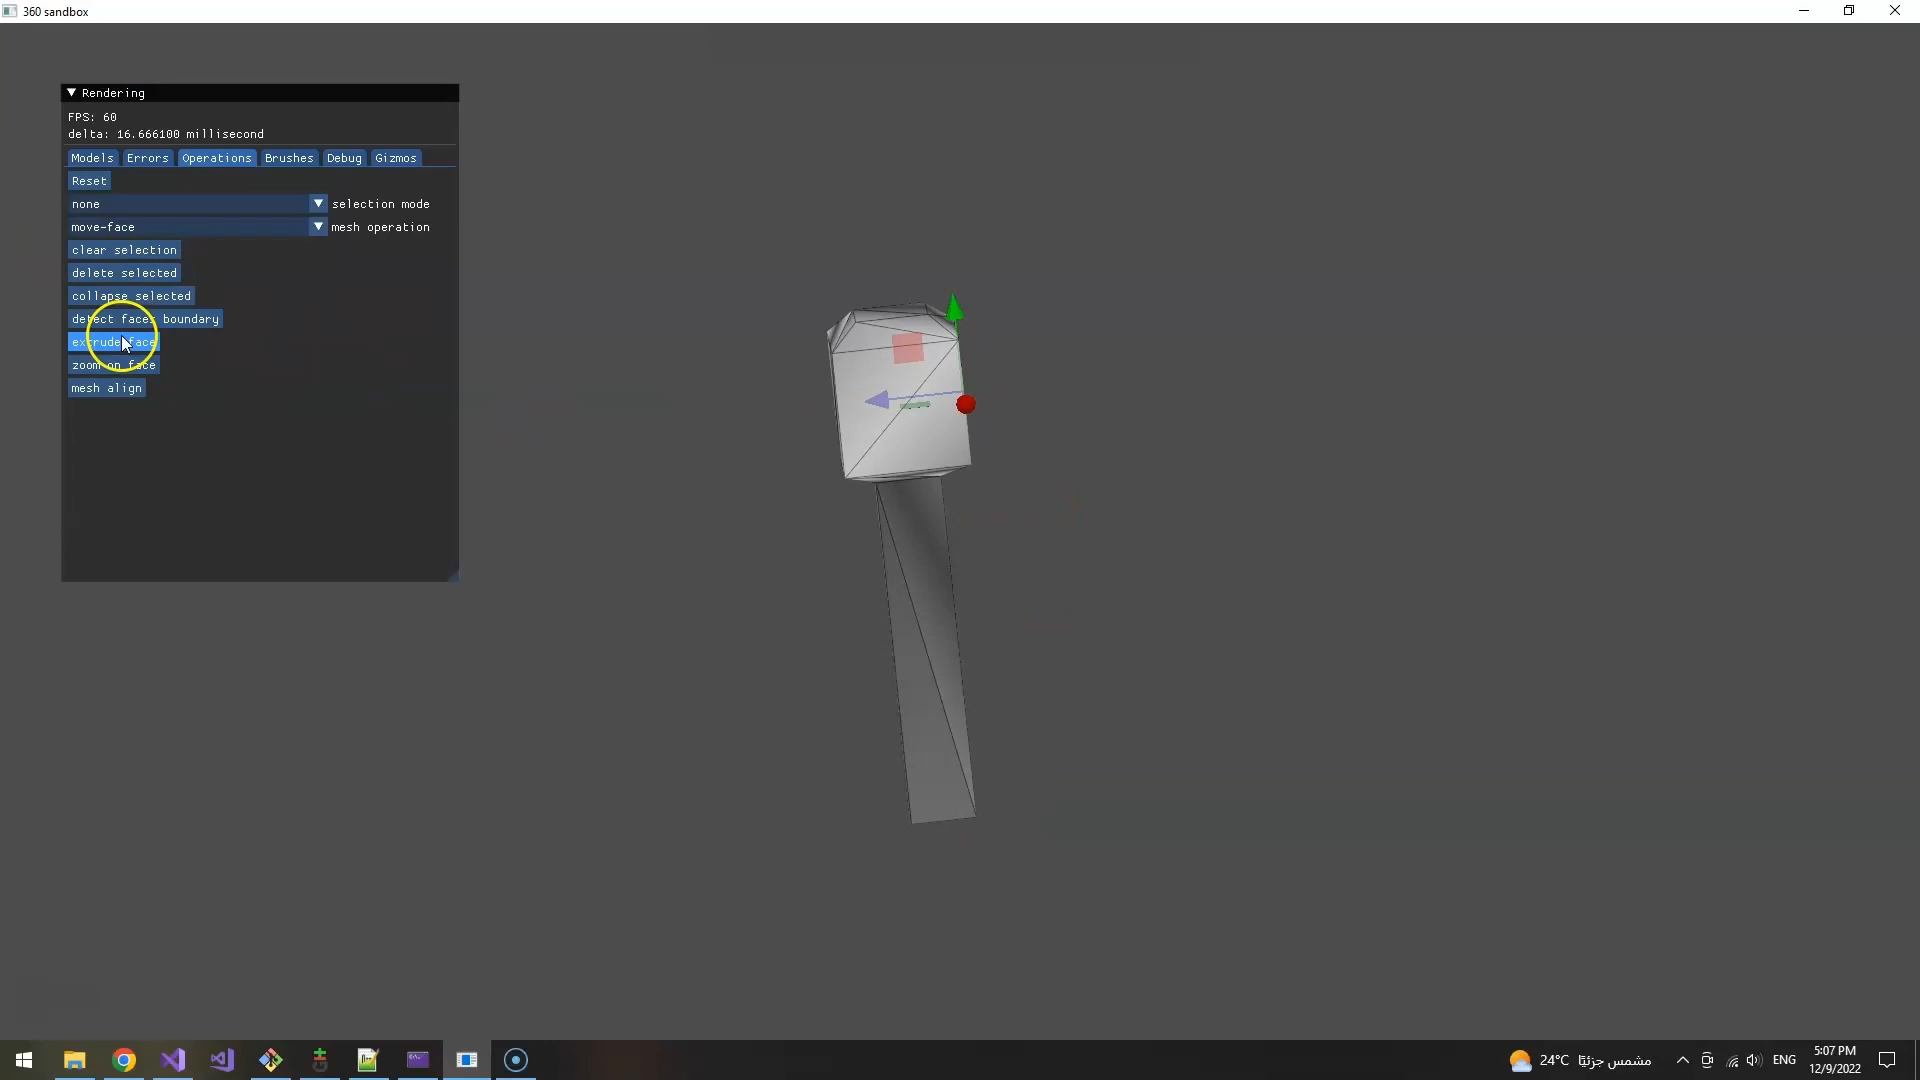 360 sandbox
Rendering
FPS: 60
delta: 16.666100 millisecond
Models Errors Operations Brushes Debug Gizmos
Reset
none selection mode
move-face mesh operation
clear selection
delete selected
collapse selected
detect faces boundary
extrude face
zoom on face
mesh align
24°C مشمس جزئيًا ENG
5:07 PM
12/9/2022